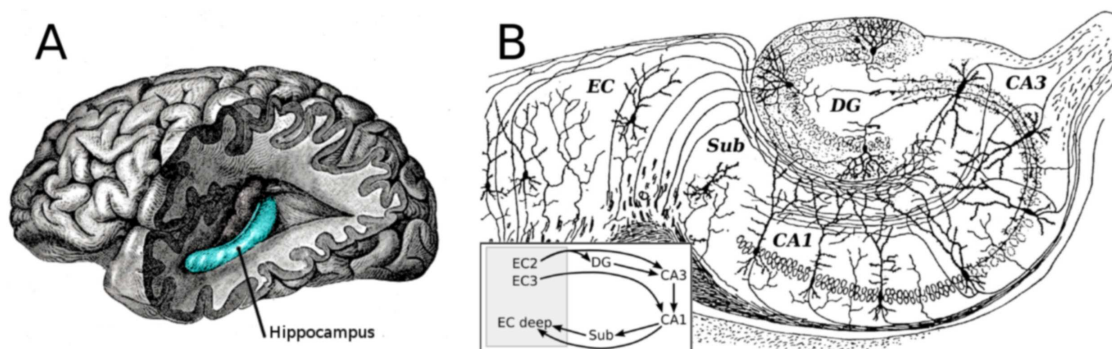 A
Hippocampus
B
EC
Sub
DG
CA3
CA1
EC2
DG
CA3
EC3
CA1
EC deep
Sub